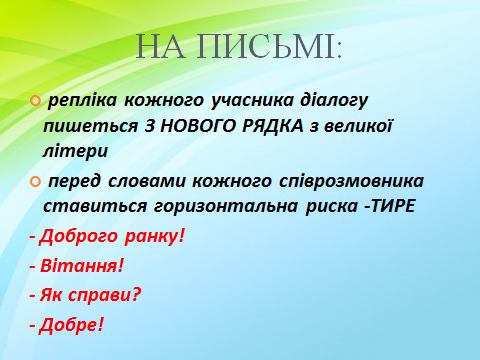 НА ПИСЬМІ:
репліка кожного учасника діалогу
пишеться З НОВОГО РЯДКА з великої
літери
перед словами кожного співрозмовника
ставиться горизонтальна риска -ТИРЕ
- Доброго ранку!
- Вітання!
- Як справи?
- Добре!